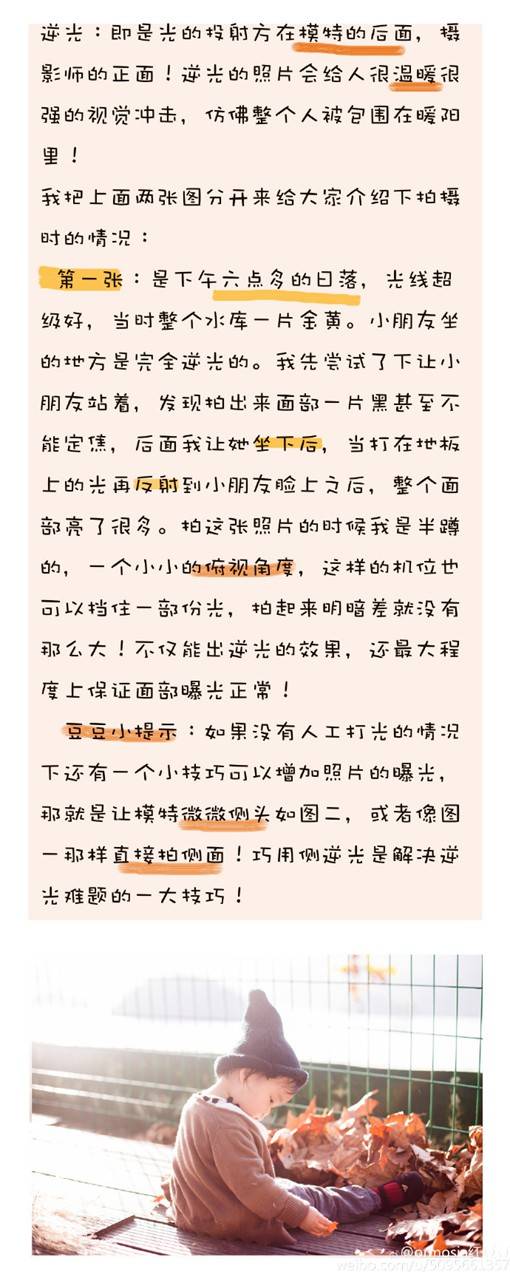 逆光：即是光的投射方在模特的后面，摄
影师的正面！逆光的照片会给人很温暖很
强的视觉冲击，仿佛整个人被包围在暖阳
里！
我把上面两张图分开来给大家介绍下拍摄
时的情况：
第一张：是下午六点多的日落，光线超
级好，当时整个水库一片金黄。小朋友坐
的地方是完全逆光的。我先尝试了下让小
朋友站着，发现拍出来面部一片黑甚至不
能定焦，后面我让她坐下后，当打在地板
上的光再反射到小朋友脸上之后，整个面
部亮了很多。拍这张照片的时候我是半蹲
的，一个小小的俯视角度，这样的机位也
可以挡住一部份光，拍起来明暗差就没有
那么大！不仅能出逆光的效果，还最大程
度上保证面部曝光正常！
豆豆小提示：如果没有人工打光的情况
下还有一个小技巧可以增加照片的曝光，
那就是让模特微微侧头如图二，或者像图
一那样直接拍侧面！巧用侧逆光是解决逆
光难题的一大技巧！
weibo.com/u/5095661357